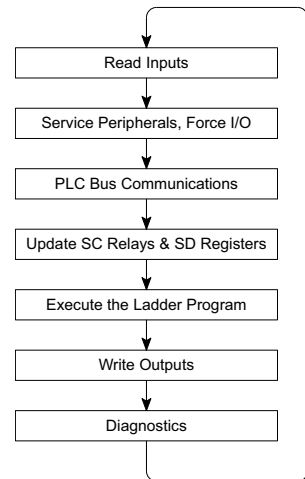 Read Inputs
Service Peripherals, Force I/O
PLC Bus Communications
Update SC Relays & SD Registers
Execute the Ladder Program
Write Outputs
Diagnostics